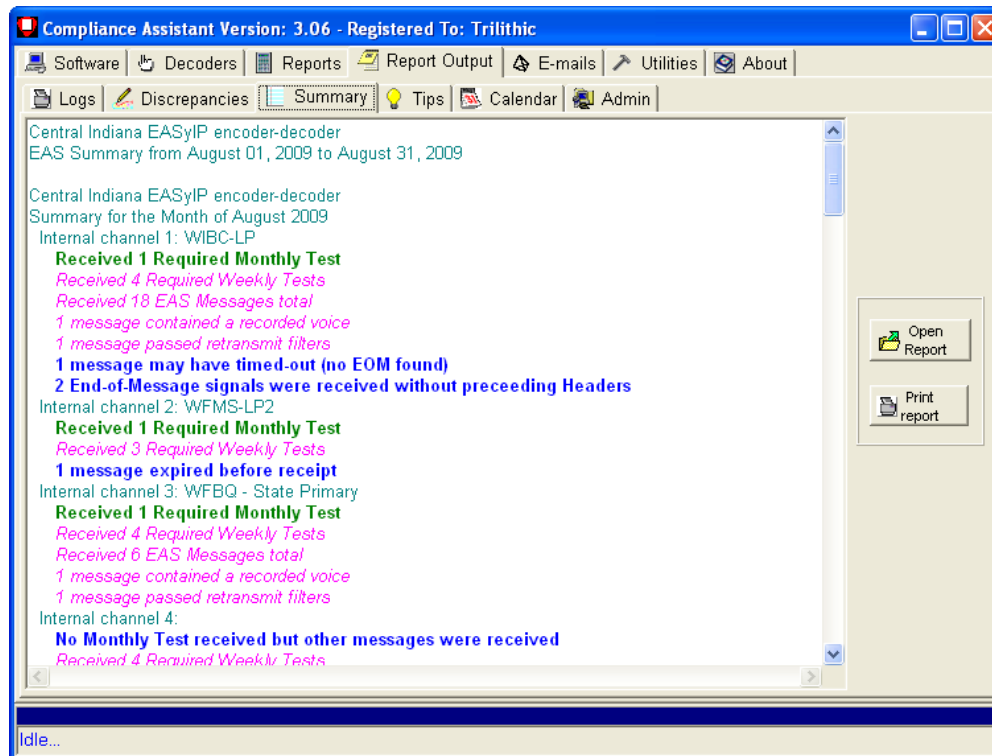 Compliance Assistant Version: 3.06 - Registered To: Trilithic
Software Decoders Reports Report Output E-mails Utilities About
Logs Discrepancies Summary Tips Calendar Admin
Central Indiana EASyIP encoder-decoder
EAS Summary from August 01, 2009 to August 31, 2009
Central Indiana EASyIP encoder-decoder
Summary for the Month of August 2009
Internal channel 1: WIBC-LP
Received 1 Required Monthly Test
Received 4 Required Weekly Tests
Received 18 EAS Messages total
1 message contained a recorded voice
1 message passed retransmit filters
1 message may have timed-out (no EOM found)
2 End-of-Message signals were received without preceeding Headers
Internal channel 2: WFMS-LP2
Received 1 Required Monthly Test
Received 3 Required Weekly Tests
1 message expired before receipt
Internal channel 3: WFBQ - State Primary
Received 1 Required Monthly Test
Received 4 Required Weekly Tests
Received 6 EAS Messages total
1 message contained a recorded voice
1 message passed retransmit filters
Internal channel 4:
No Monthly Test received but other messages were received
Received 4 Required Weekly Tests
Open
Report
Print
report
Idle...